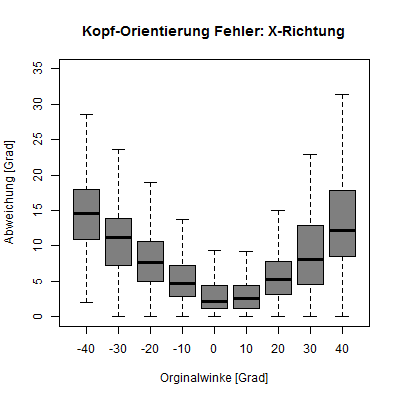 Kopf-Orientierung Fehler: X-Richtung
35
30
25
20
15
10
5
0
Abweichung [Grad]
-40 -30 -20 -10 0 10 20 30 40
Orginalwinke [Grad]